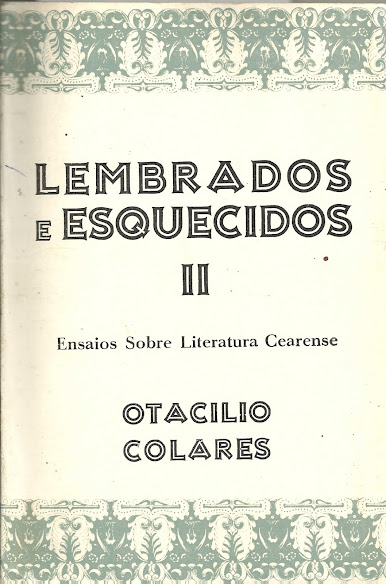 LEMBRADOS
E ESQUECIDOS
II
Ensaios Sobre Literatura Cearense
OTACILIO
COLARES